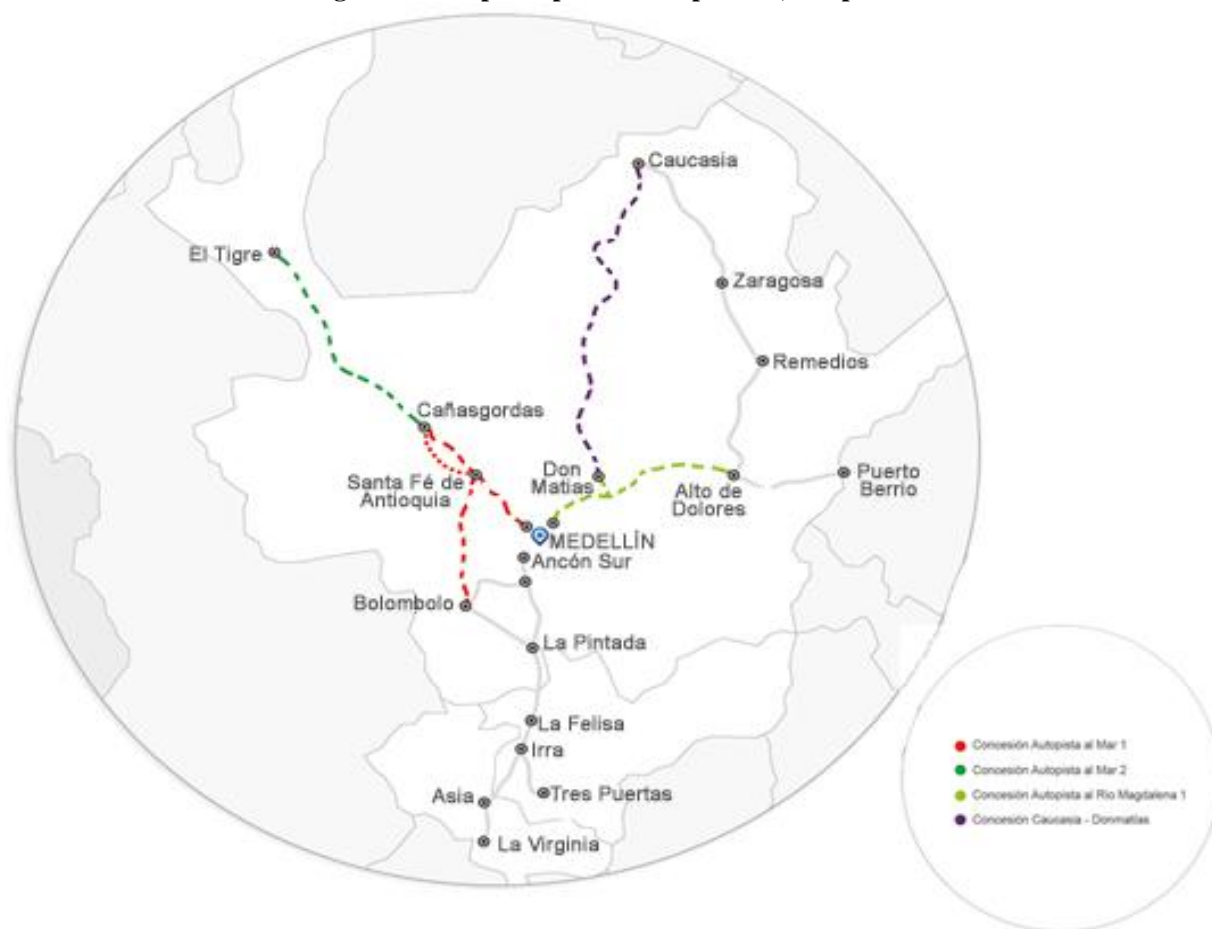 Caucasia
El Tigre
Zaragosa
Remedios
Cañasgordas
Santa Fé de
Antioquia
Don
Matias
Alto de
Dolores
Puerto
Berrio
MEDELLÍN
Ancón Sur
Bolombolo
La Pintada
La Felisa
Irra
Asia
Tres Puertas
La Virginia
Concesión Autopista al Mar 1
Concesión Autopista al Mar 2
Concesión Autopista al Río Magdalena 1
Concesión Caucasia - Donmatías